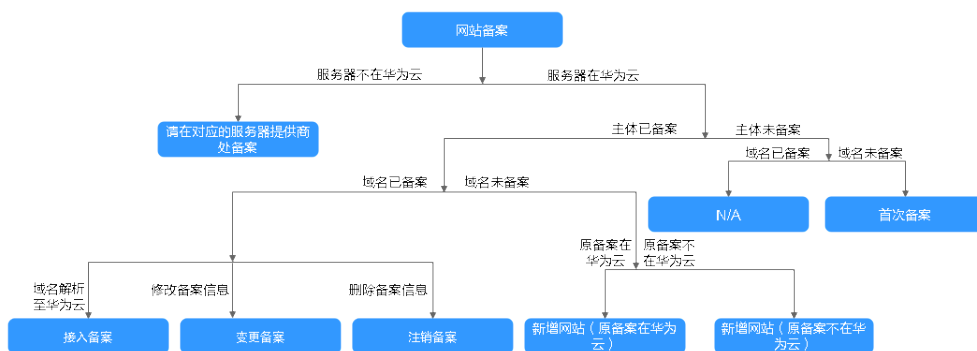 网站备案
服务器不在华为云
服务器在华为云
请在对应的服务器提供商
处备案
主体已备案
主体未备案
域名已备案
域名未备案
域名已备案
域名未备案
N/A
首次备案
原备案在
华为云
原备案不
在华为云
域名解析
至华为云
修改备案信息
删除备案信息
接入备案
变更备案
注销备案
新增网站（原备案在华为
云）
新增网站（原备案不在华为
云）